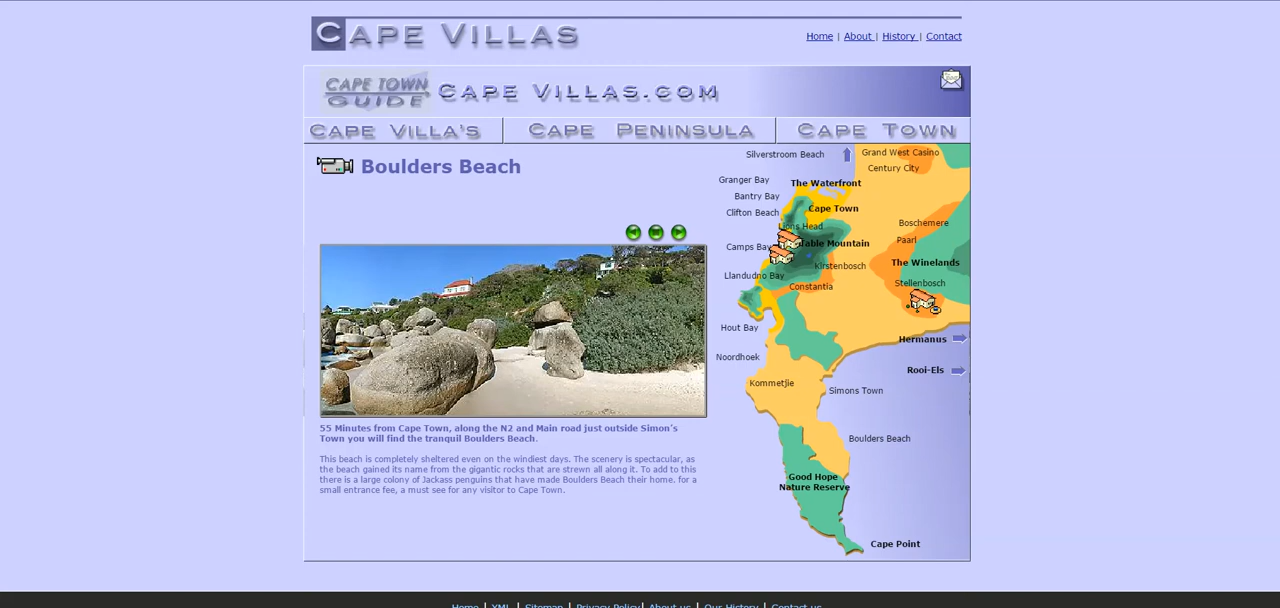 CAPE VILLAS
Home | About | History | Contact
CAPE TOWN
GUIDE
CAPE VILLAS.COM
CAPE VILLA'S
CAPE PENINSULA
CAPE TOWN
Boulders Beach
55 Minutes from Cape Town, along the N2 and Main road just outside Simon's
Town you will find the tranquil Boulders Beach.
This beach is completely sheltered even on the windiest days. The scenery is spectacular, as
the beach gained its name from the gigantic rocks that are strewn all along it. To add to this
there is a large colony of Jackass penguins that have made Boulders Beach their home. for a
small entrance fee, a must see for any visitor to Cape Town.
Silverstroom Beach
Grand West Casino
Century City
Granger Bay
The Waterfront
Bantry Bay
Cape Town
Clifton Beach
Lions Head
Boschemere
Paarl
Camps Bay
Table Mountain
The Winelands
Kirstenbosch
Llandudno Bay
Constantia
Stellenbosch
Hout Bay
Hermanus
Noordhoek
Rooi-Els
Kommetjie
Simons Town
Boulders Beach
Good Hope
Nature Reserve
Cape Point
Home | XML | Sitemap | Privacy Policy| About us | Our History | Contact us